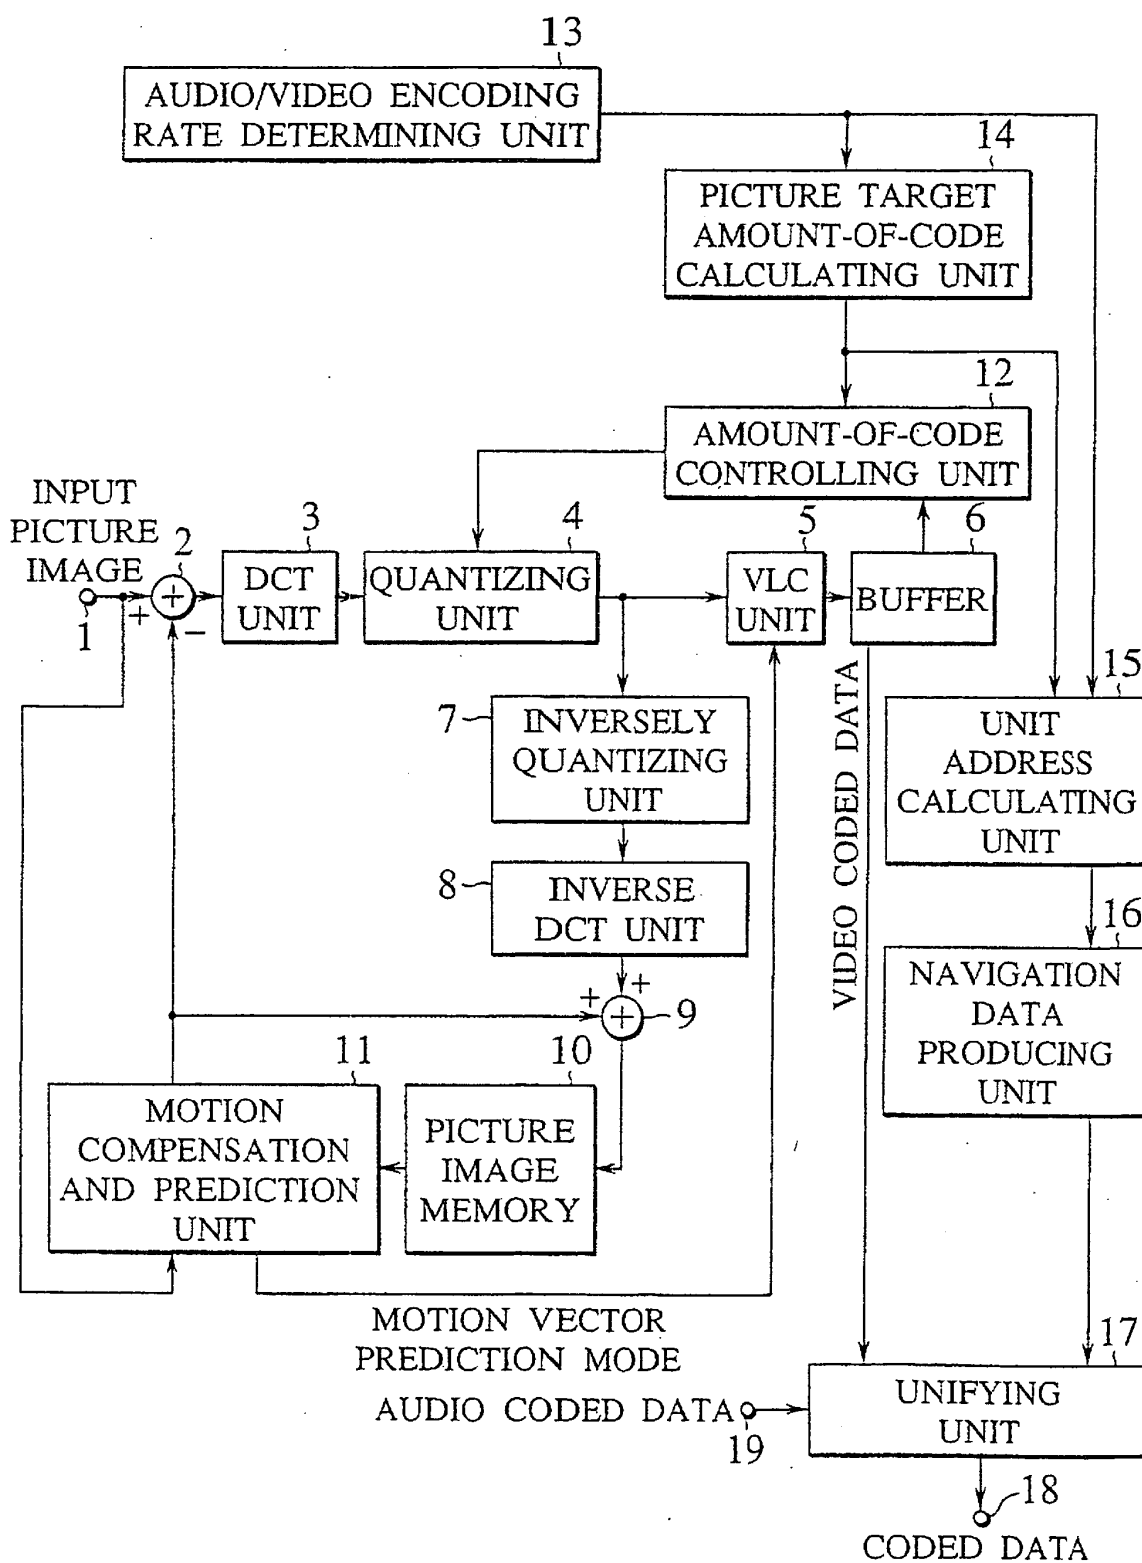 13
AUDIO/VIDEO ENCODING
RATE DETERMINING UNIT
14
PICTURE TARGET
AMOUNT-OF-CODE
CALCULATING UNIT
12
AMOUNT-OF-CODE
CONTROLLING UNIT
INPUT
PICTURE
IMAGE
1
+
2
+
−
3
DCT
UNIT
4
QUANTIZING
UNIT
5
VLC
UNIT
6
BUFFER
7
INVERSELY
QUANTIZING
UNIT
8
INVERSE
DCT UNIT
+
+
+
9
10
PICTURE
IMAGE
MEMORY
11
MOTION
COMPENSATION
AND PREDICTION
UNIT
MOTION VECTOR
PREDICTION MODE
VIDEO CODED DATA
15
UNIT
ADDRESS
CALCULATING
UNIT
16
NAVIGATION
DATA
PRODUCING
UNIT
17
UNIFYING
UNIT
AUDIO CODED DATA
19
18
CODED DATA